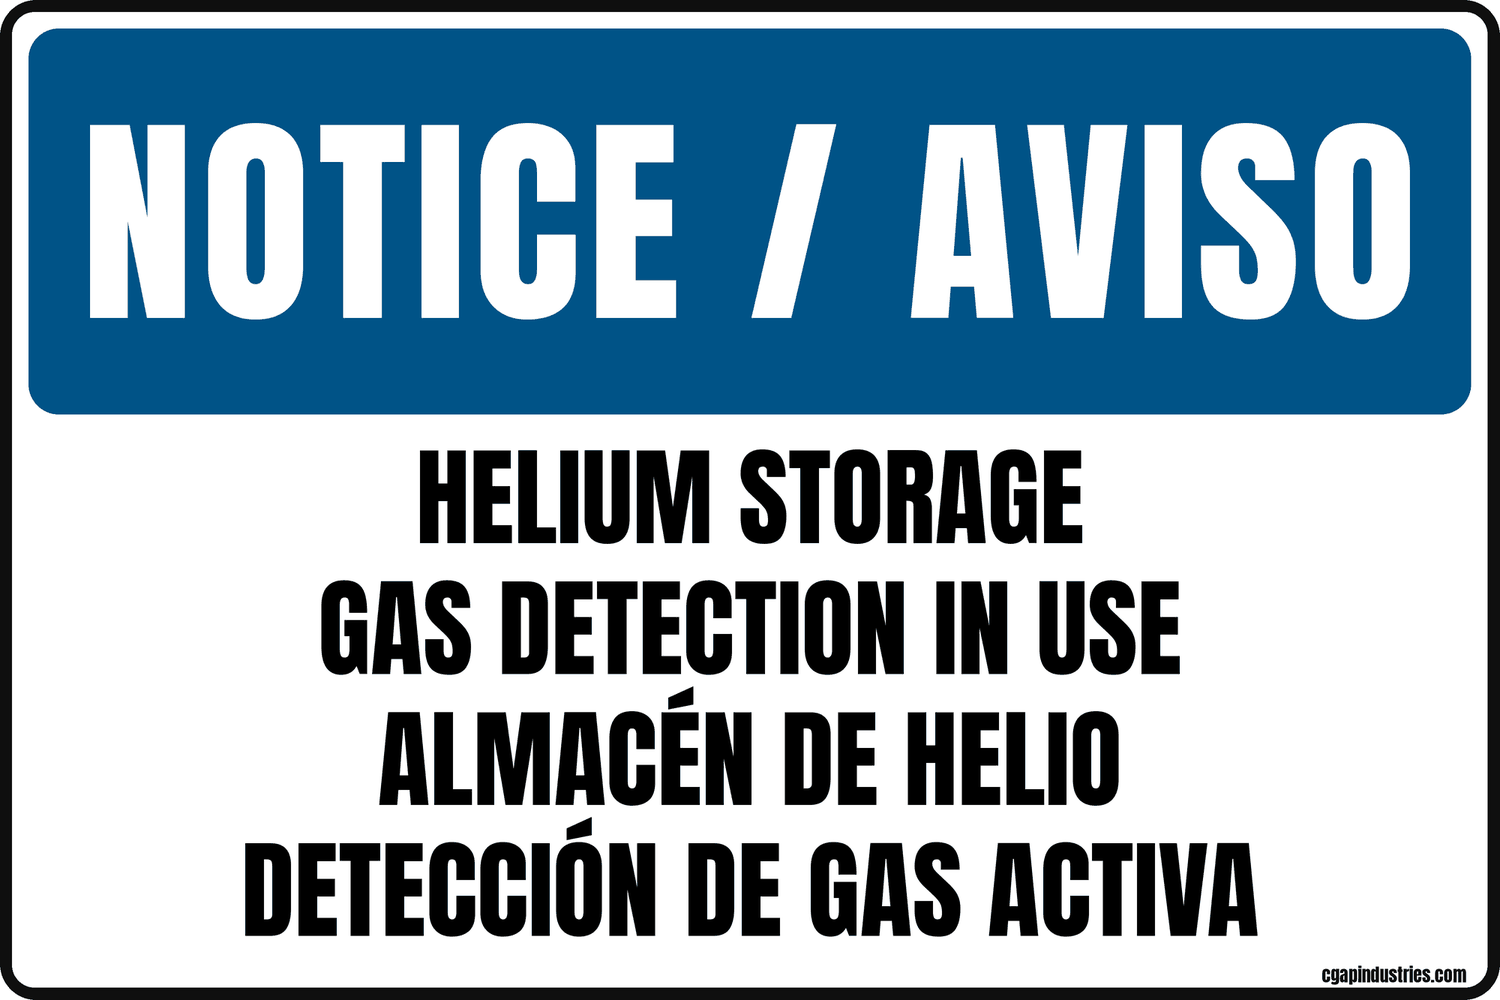 NOTICE / AVISO
HELIUM STORAGE
GAS DETECTION IN USE
ALMACÉN DE HELIO
DETECCIÓN DE GAS ACTIVA
cgapindustries.com